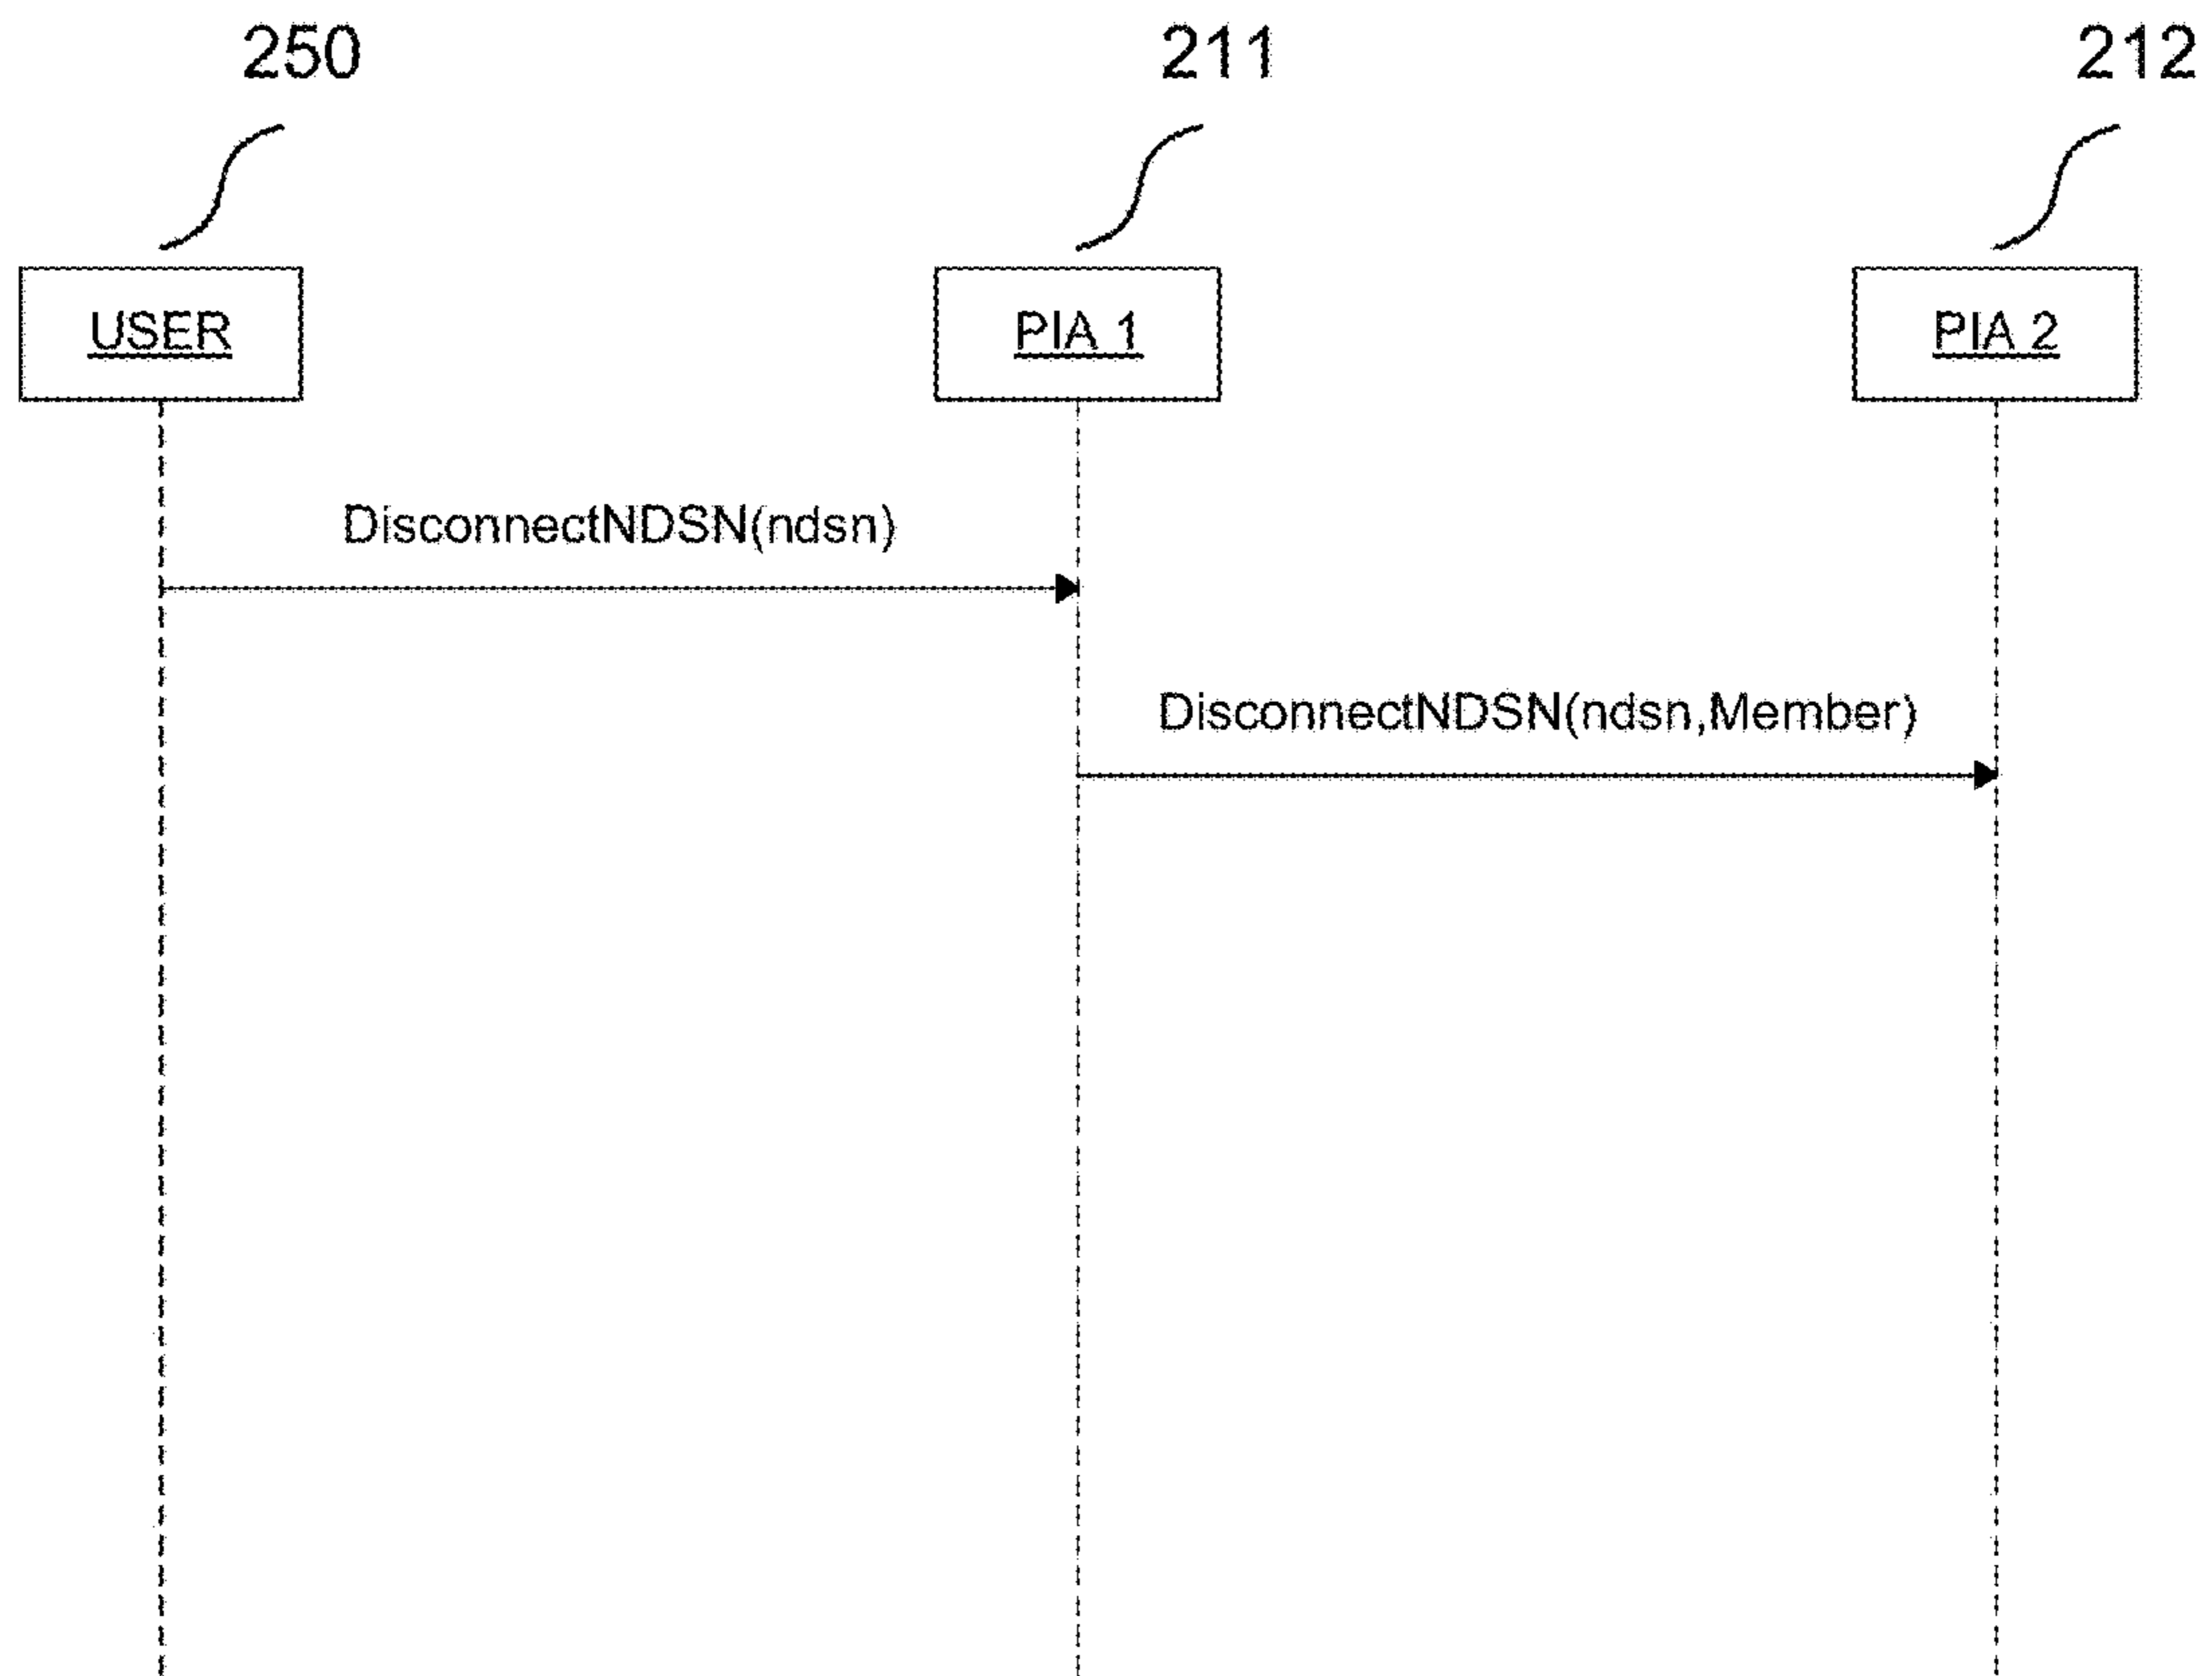 250
211
212
USER
PIA 1
PIA 2
DisconnectNDSN(ndsn)
DisconnectNDSN(ndsn,Member)